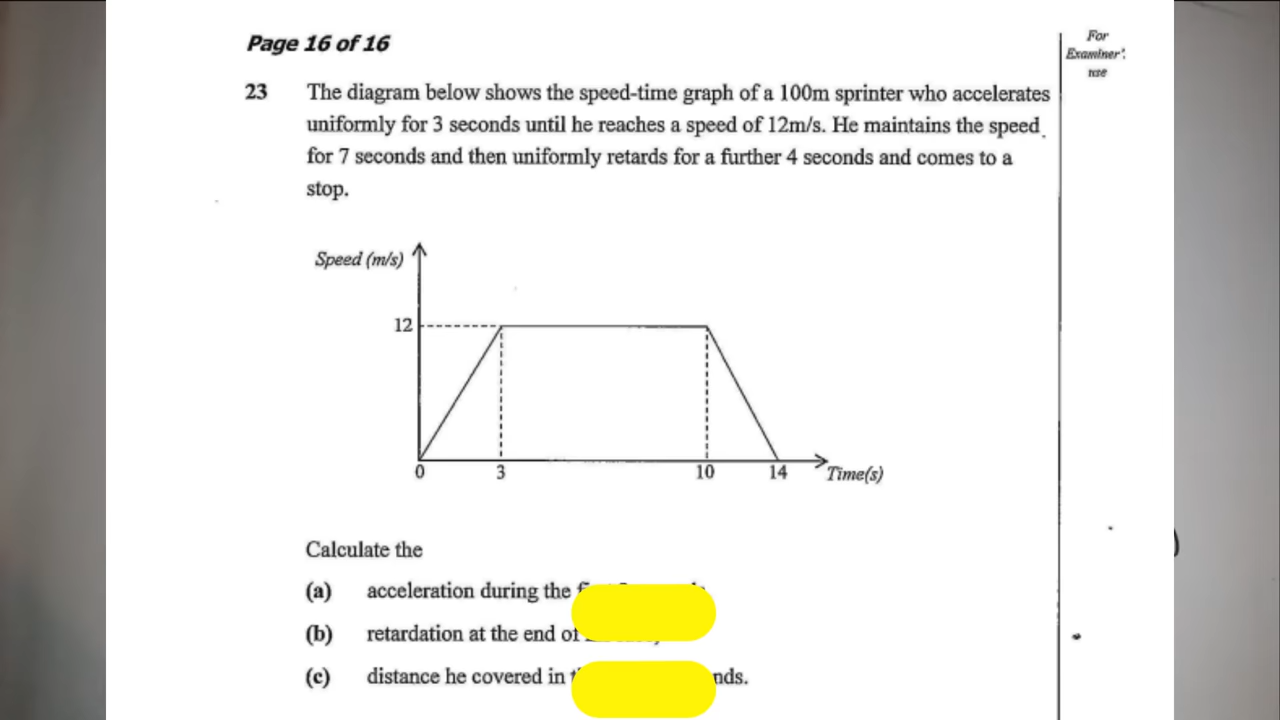 Page 16 of 16
For
Examiner'.
use
23 The diagram below shows the speed-time graph of a 100m sprinter who accelerates
uniformly for 3 seconds until he reaches a speed of 12m/s. He maintains the speed
for 7 seconds and then uniformly retards for a further 4 seconds and comes to a
stop.
Speed (m/s)
12
0 3 10 14 Time(s)
Calculate the
(a) acceleration during the
(b) retardation at the end of
(c) distance he covered in